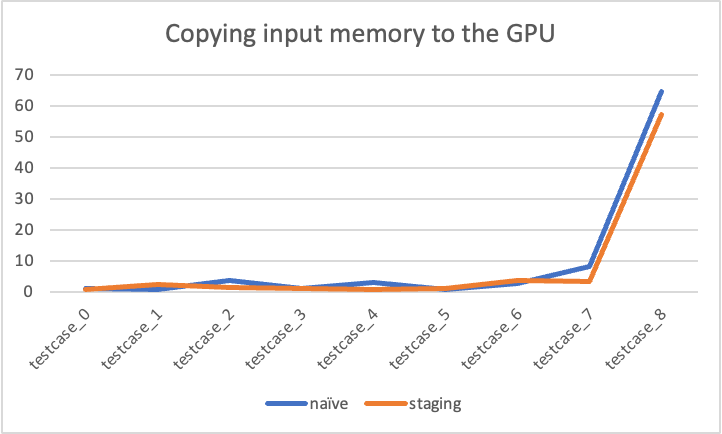 Copying input memory to the GPU
70
60
50
40
30
20
10
0
testcase_0
testcase_1
testcase_2
testcase_3
testcase_4
testcase_5
testcase_6
testcase_7
testcase_8
naïve staging